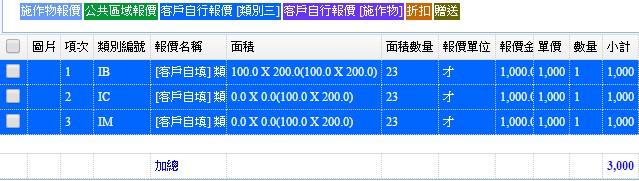 施作物報價 公共區域報價 客戶自行報價 [類別三] 客戶自行報價 [施作物] 折扣 贈送
圖片 項次 類別編號 報價名稱 面積 面積數量 報價單位 報價金 單價 數量 小計
1 IB [客戶自填] 類 100.0 X 200.0(100.0 X 200.0) 23 才 1,000.0 1,000 1 1,000
2 IC [客戶自填] 類 0.0 X 0.0(100.0 X 200.0) 23 才 1,000.0 1,000 1 1,000
3 IM [客戶自填] 類 0.0 X 0.0(100.0 X 200.0) 23 才 1,000.0 1,000 1 1,000
加總 3,000